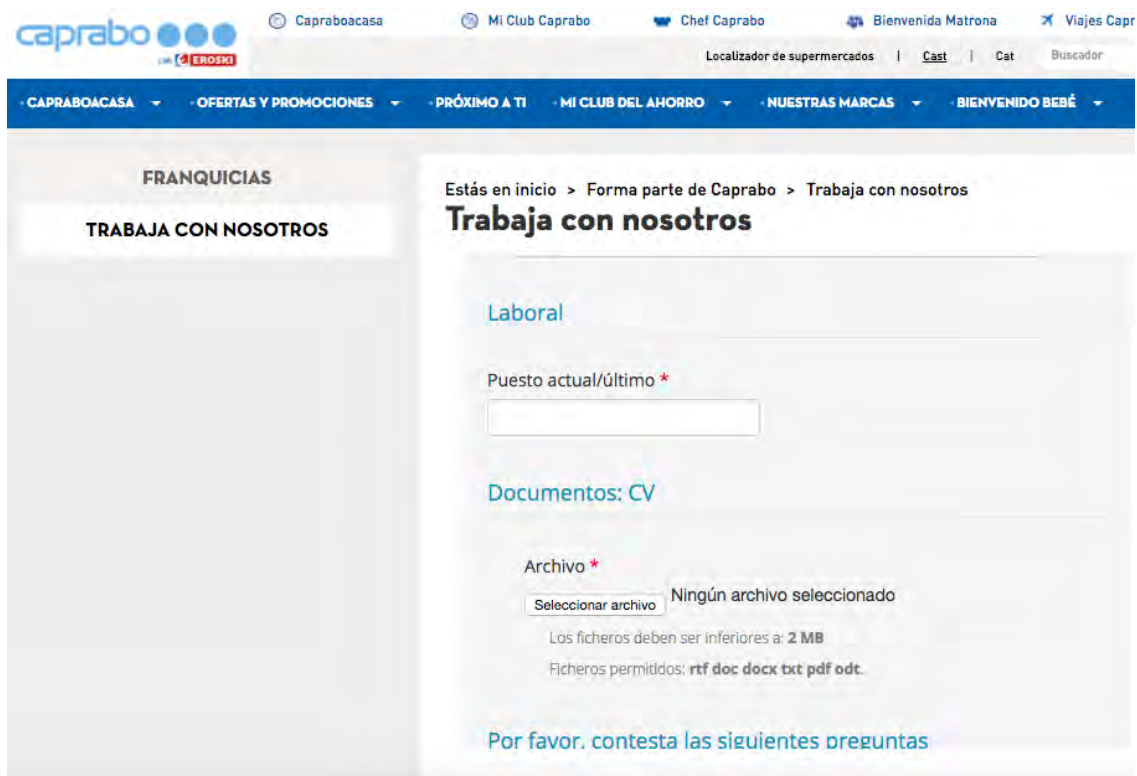 caprabo
EROSKI
Capraboacasa
Mi Club Caprabo
Chef Caprabo
Bienvenida Matrona
Viajes Capr
Localizador de supermercados | Cast | Cat
Buscador
CAPRABOACASA
OFERTAS Y PROMOCIONES
PRÓXIMO A TI
MI CLUB DEL AHORRO
NUESTRAS MARCAS
BIENVENIDO BEBÉ
FRANQUICIAS
TRABAJA CON NOSOTROS
Estás en inicio > Forma parte de Caprabo > Trabaja con nosotros
Trabaja con nosotros
Laboral
Puesto actual/último *
Documentos: CV
Archivo *
Seleccionar archivo Ningún archivo seleccionado
Los ficheros deben ser inferiores a: 2 MB
Ficheros permitidos: rtf doc docx txt pdf odt.
Por favor, contesta las siguientes preguntas